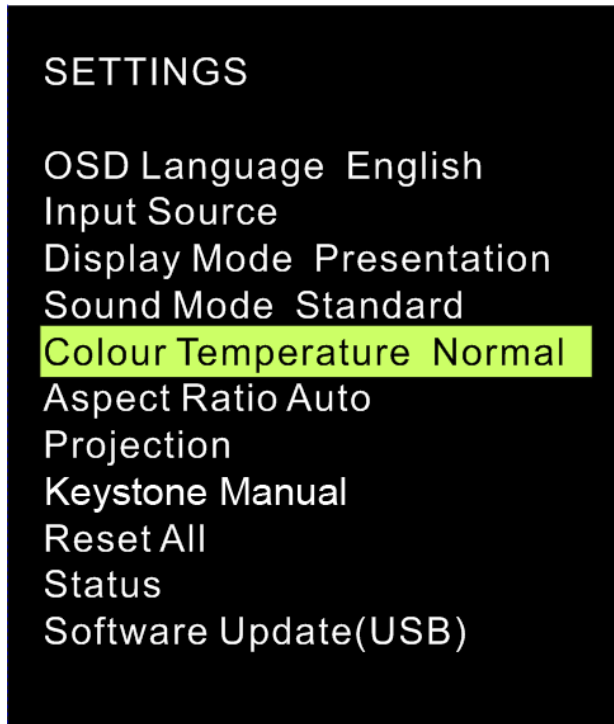 SETTINGS
OSD Language English
Input Source
Display Mode Presentation
Sound Mode Standard
Colour Temperature Normal
Aspect Ratio Auto
Projection
Keystone Manual
Reset All
Status
Software Update(USB)